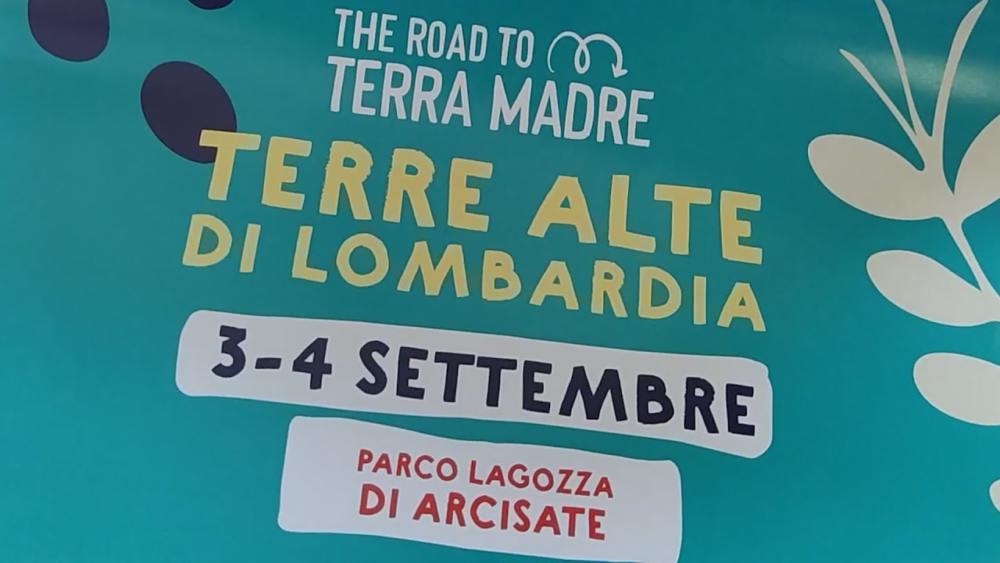 THE ROAD TO
TERRA MADRE
TERRE ALTE
DI LOMBARDIA
3-4 SETTEMBRE
PARCO LAGOZZA
DI ARCISATE